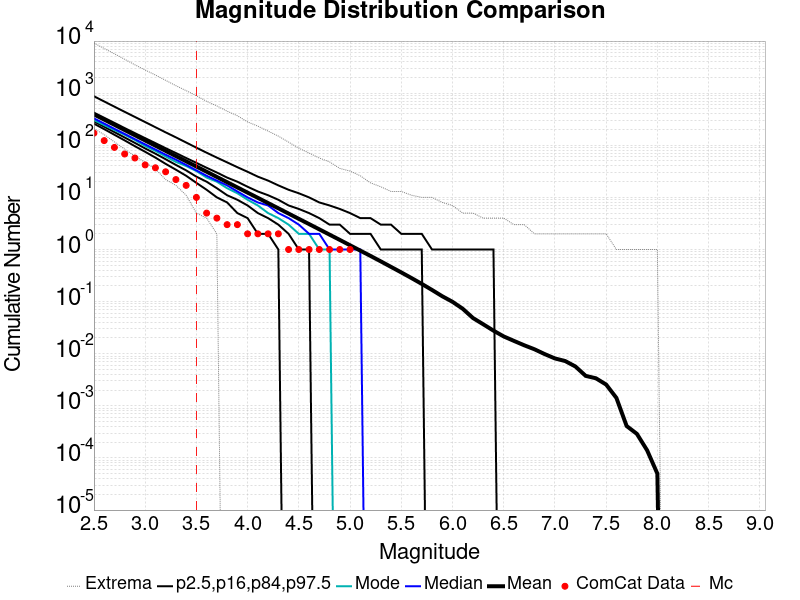 Magnitude Distribution Comparison
10^4
10^3
10^2
10^1
10^0
10^-1
10^-2
10^-3
10^-4
10^-5
Cumulative Number
2.5 3.0 3.5 4.0 4.5 5.0 5.5 6.0 6.5 7.0 7.5 8.0 8.5 9.0
Magnitude
Extrema p2.5,p16,p84,p97.5 Mode Median Mean ComCat Data Mc